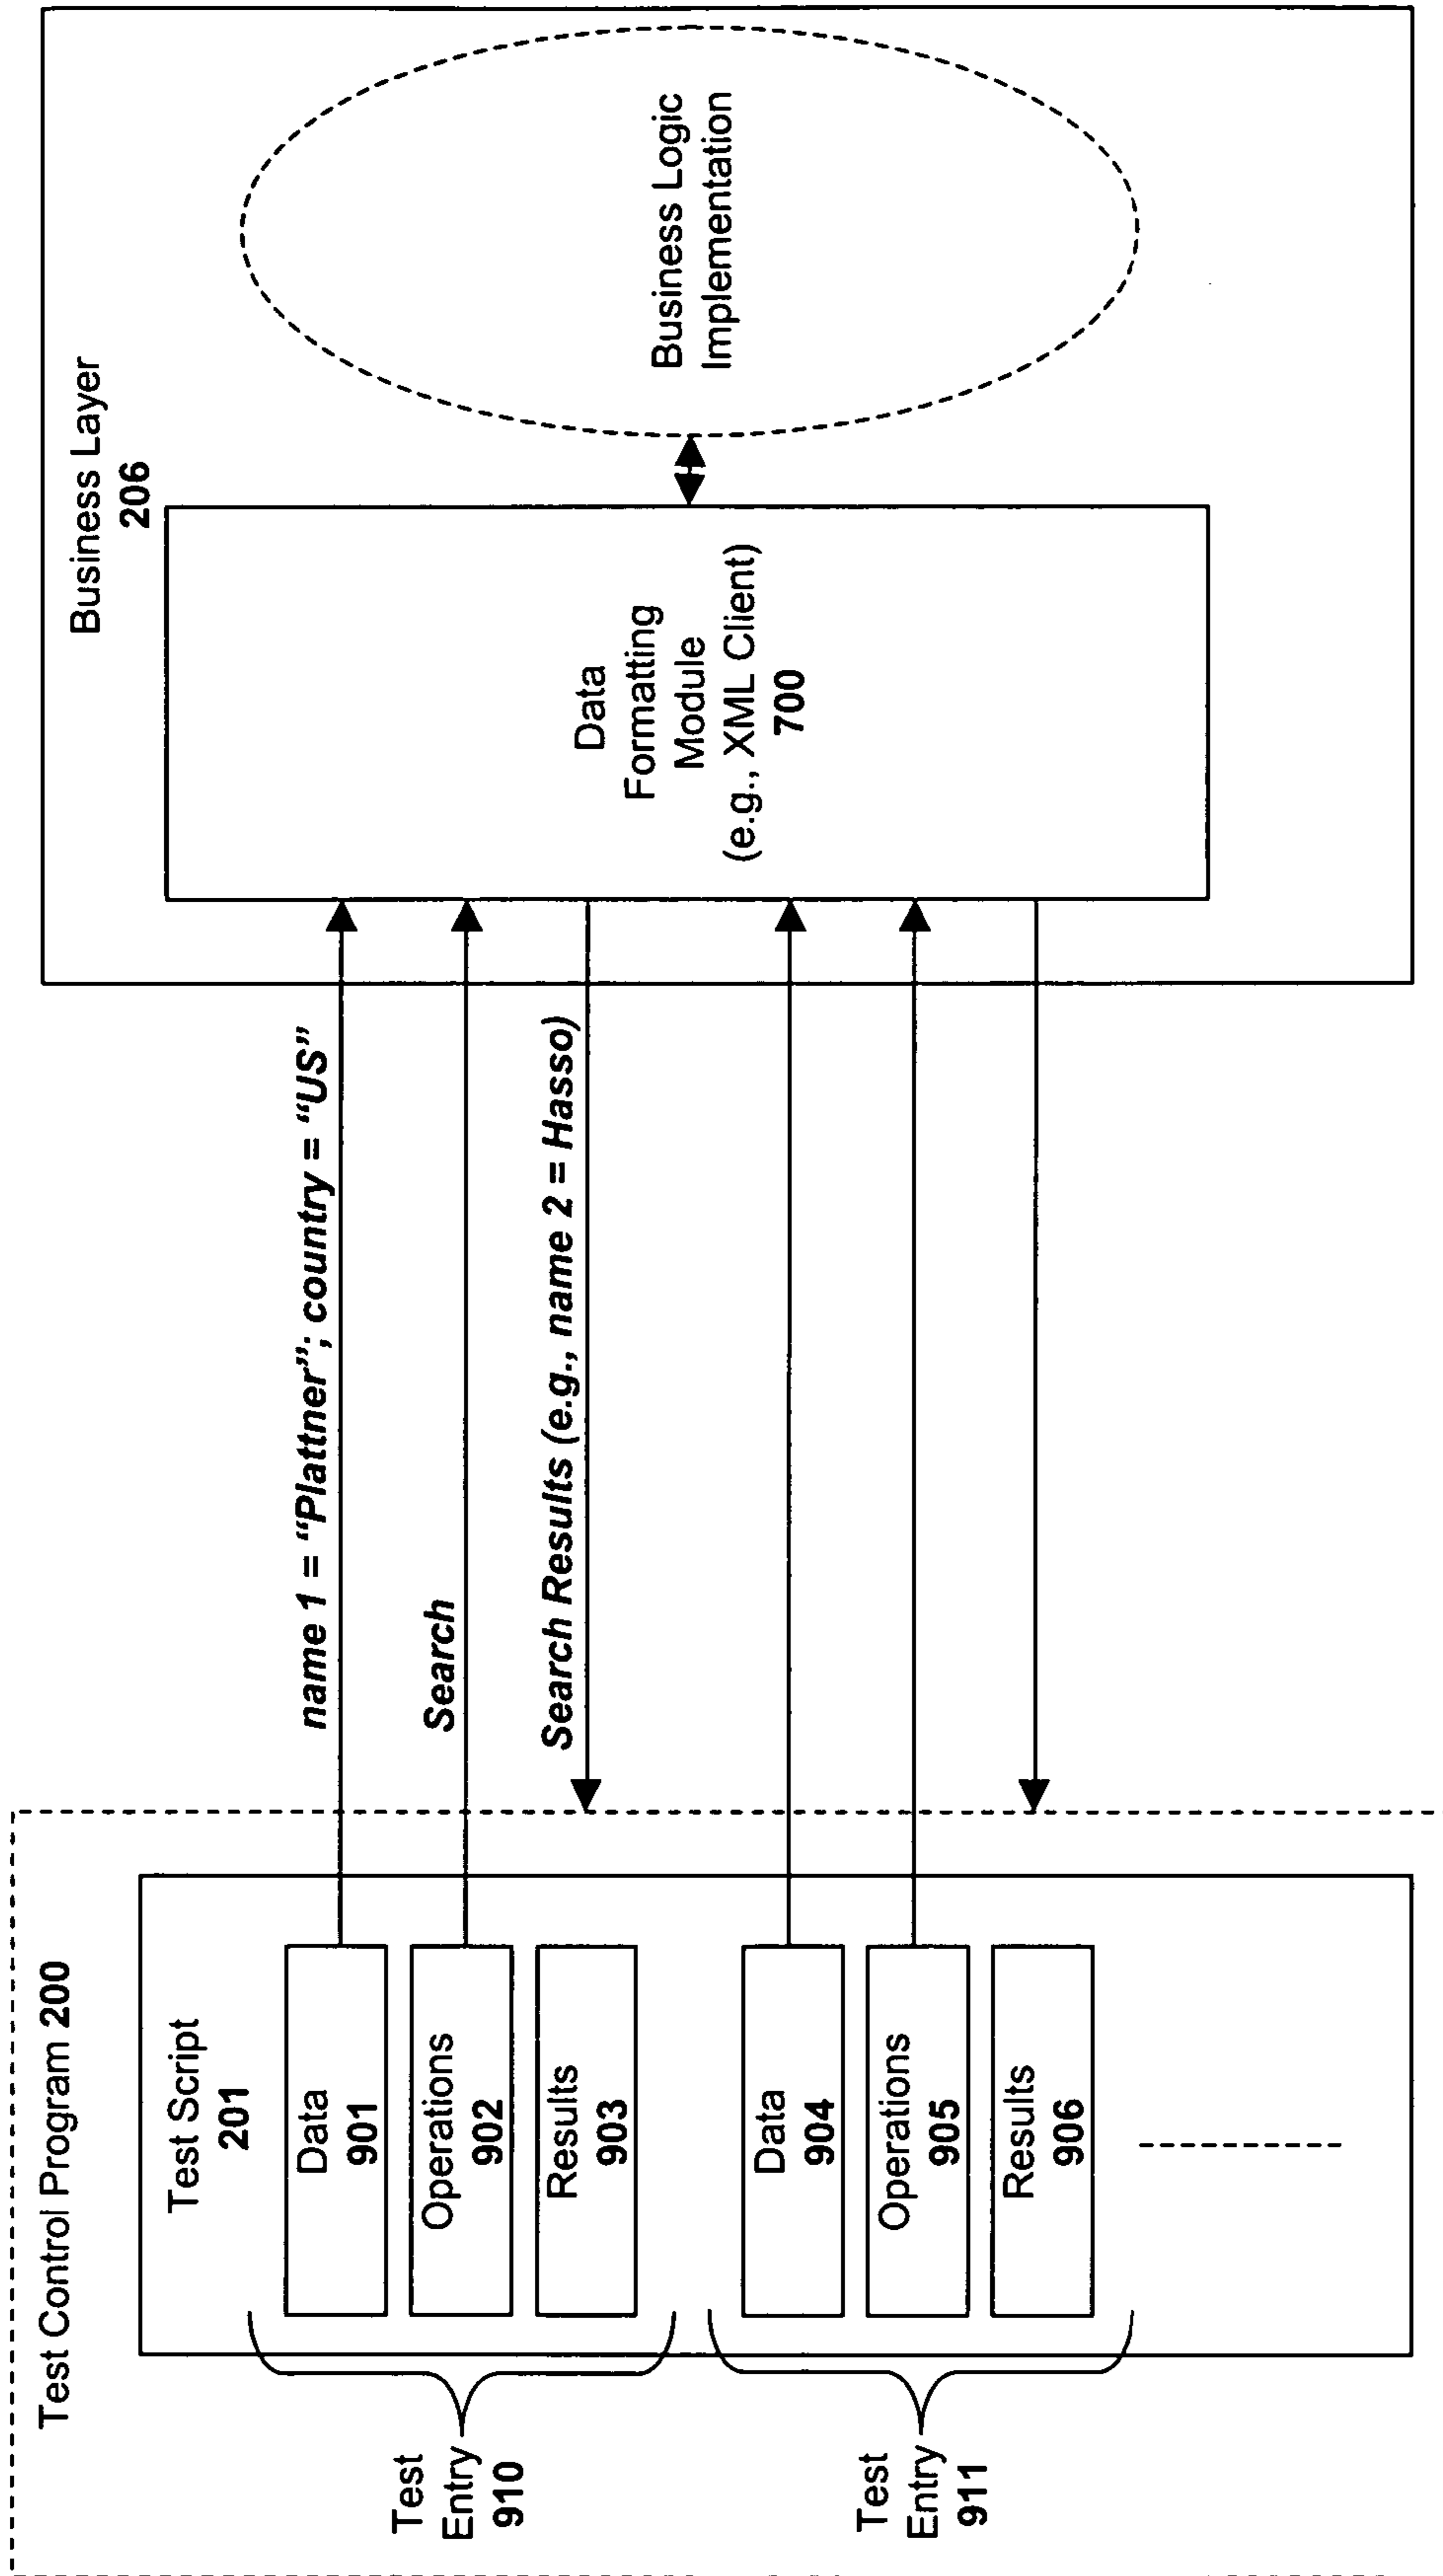 Test Control Program 200
Test Script
201
Data
901
Operations
902
Results
903
Data
904
Operations
905
Results
906
Test
Entry
910
Test
Entry
911
name 1 = “Plattner”; country = “US”
Search
Search Results (e.g., name 2 = Hasso)
Business Layer
206
Data
Formatting
Module
(e.g., XML Client)
700
Business Logic
Implementation